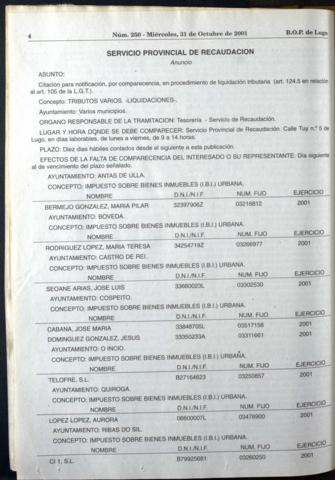 4 Núm. 250 - Miércoles, 31 de Octubre de 2001 B.O.P. de Lugo
SERVICIO PROVINCIAL DE RECAUDACION
Anuncio
ASUNTO:
Citación para notificación, por comparecencia, en procedimiento de liquidación tributaria (art. 124.5 en relación
al art. 105 de la L.G.T.).
Concepto: TRIBUTOS VARIOS. -LIQUIDACIONES-.
Ayuntamiento: Varios municipios.
ORGANO RESPONSABLE DE LA TRAMITACION: Tesorería - Servicio de Recaudación.
LUGAR Y HORA DONDE SE DEBE COMPARECER: Servicio Provincial de Recaudación. Calle Tuy n.º 5 de
Lugo, en días laborables, de lunes a viernes, de 9 a 14 horas.
PLAZO: Diez días hábiles contados desde el siguiente a esta publicación.
EFECTOS DE LA FALTA DE COMPARECENCIA DEL INTERESADO O SU REPRESENTANTE: Día siguiente
al de vencimiento del plazo señalado.
AYUNTAMIENTO: ANTAS DE ULLA.
CONCEPTO: IMPUESTO SOBRE BIENES INMUEBLES (I.B.I.) URBANA.
NOMBRE D.N.I./N.I.F. NUM. FIJO EJERCICIO
BERMEJO GONZALEZ, MARIA PILAR 32397906Z 03216812 2001
AYUNTAMIENTO: BOVEDA.
CONCEPTO: IMPUESTO SOBRE BIENES INMUEBLES (I.B.I.) URBANA.
NOMBRE D.N.I./N.I.F. NUM. FIJO EJERCICIO
RODRIGUEZ LOPEZ, MARIA TERESA 34254719Z 03266977 2001
AYUNTAMIENTO: CASTRO DE REI.
CONCEPTO: IMPUESTO SOBRE BIENES INMUEBLES (I.B.I.) URBANA.
NOMBRE D.N.I./N.I.F. NUM. FIJO EJERCICIO
SEOANE ARIAS, JOSE LUIS 33680023L 03302530 2001
AYUNTAMIENTO: COSPEITO.
CONCEPTO: IMPUESTO SOBRE BIENES INMUEBLES (I.B.I.) URBANA.
NOMBRE D.N.I./N.I.F. NUM. FIJO EJERCICIO
CABANA, JOSE MARIA 33848705L 03517158 2001
DOMINGUEZ GONZALEZ, JESUS 33350233A 03311661 2001
AYUNTAMIENTO: O INCIO.
CONCEPTO: IMPUESTO SOBRE BIENES INMUEBLES (I.B.I.) URBANA.
NOMBRE D.N.I./N.I.F. NUM. FIJO EJERCICIO
TELOFRE, S.L. B27164623 03250857 2001
AYUNTAMIENTO: QUIROGA.
CONCEPTO: IMPUESTO SOBRE BIENES INMUEBLES (I.B.I.) URBANA.
NOMBRE D.N.I./N.I.F. NUM. FIJO EJERCICIO
LOPEZ LOPEZ, AURORA 06600007L 03478900 2001
AYUNTAMIENTO: RIBAS DO SIL.
CONCEPTO: IMPUESTO SOBRE BIENES INMUEBLES (I.B.I.) URBANA.
NOMBRE D.N.I./N.I.F. NUM. FIJO EJERCICIO
CI 1, S.L. B79925681 03260250 2001